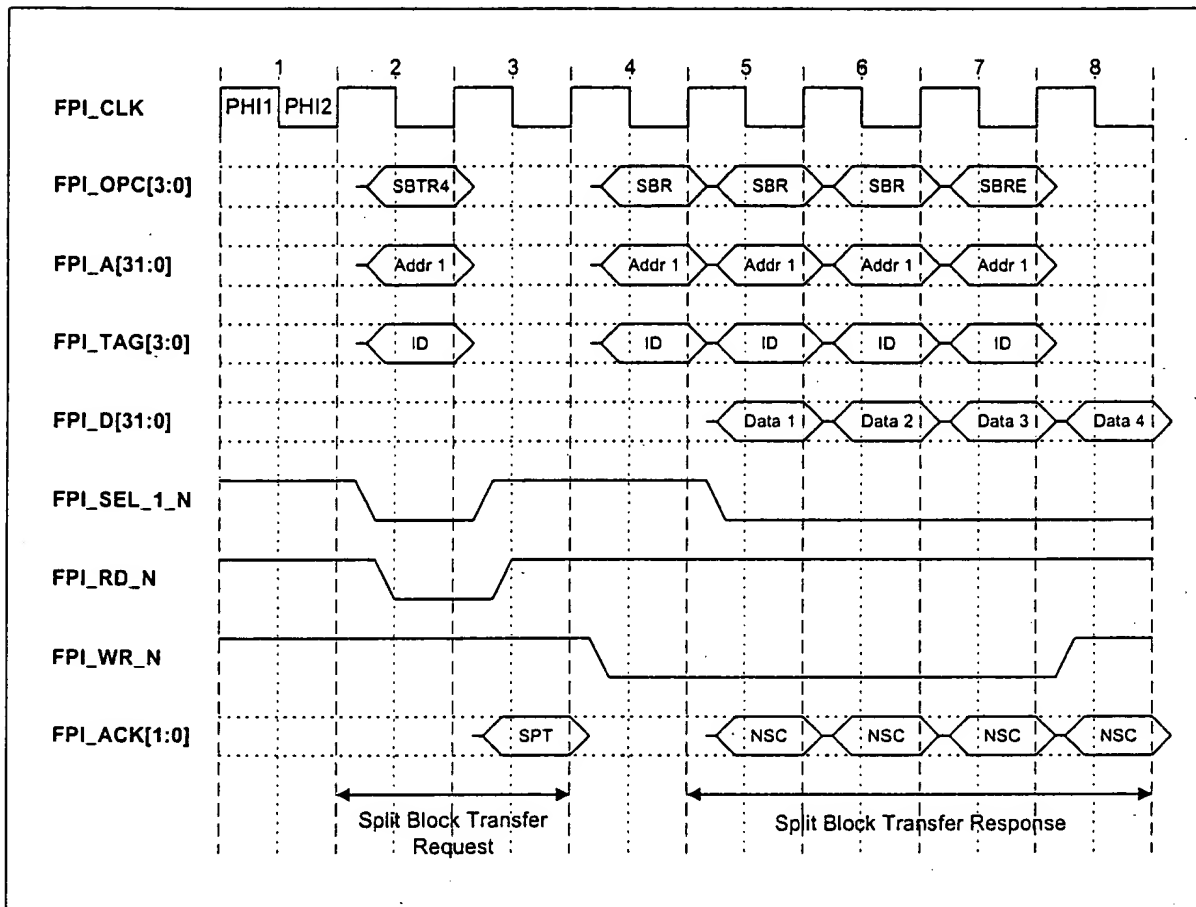 1 2 3 4 5 6 7 8
FPI_CLK PHI1 PHI2
FPI_OPC[3:0] SBTR4 SBR SBR SBR SBRE
FPI_A[31:0] Addr 1 Addr 1 Addr 1 Addr 1 Addr 1
FPI_TAG[3:0] ID ID ID ID ID
FPI_D[31:0] Data 1 Data 2 Data 3 Data 4
FPI_SEL_1_N
FPI_RD_N
FPI_WR_N
FPI_ACK[1:0] SPT NSC NSC NSC NSC
Split Block Transfer
Request
Split Block Transfer Response